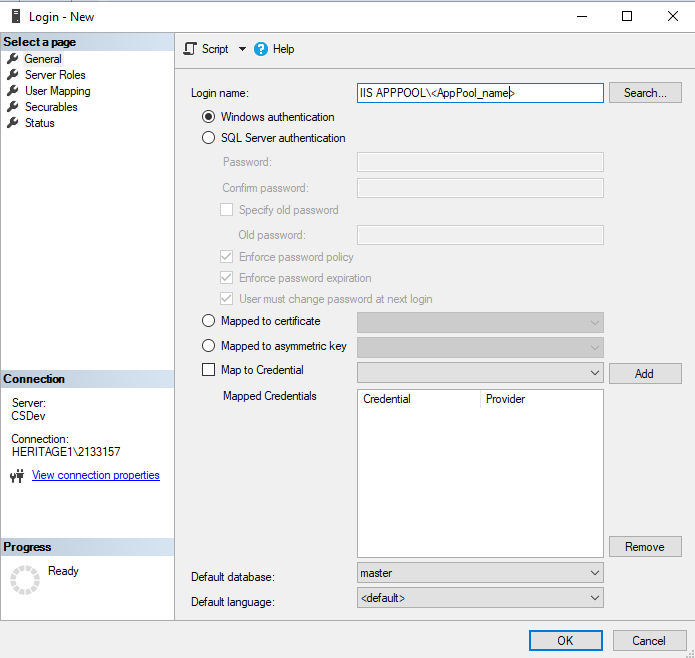 Login - New
Select a page
General
Server Roles
User Mapping
Securables
Status
Script
Help
Login name:
IIS APPPOOL\<AppPool_name>
Search...
Windows authentication
SQL Server authentication
Password:
Confirm password:
Specify old password
Old password:
Enforce password policy
Enforce password expiration
User must change password at next login
Mapped to certificate
Mapped to asymmetric key
Map to Credential
Add
Mapped Credentials
Credential
Provider
Remove
Default database:
master
Default language:
<default>
Connection
Server:
CSDev
Connection:
HERITAGE1\2133157
View connection properties
Progress
Ready
OK
Cancel